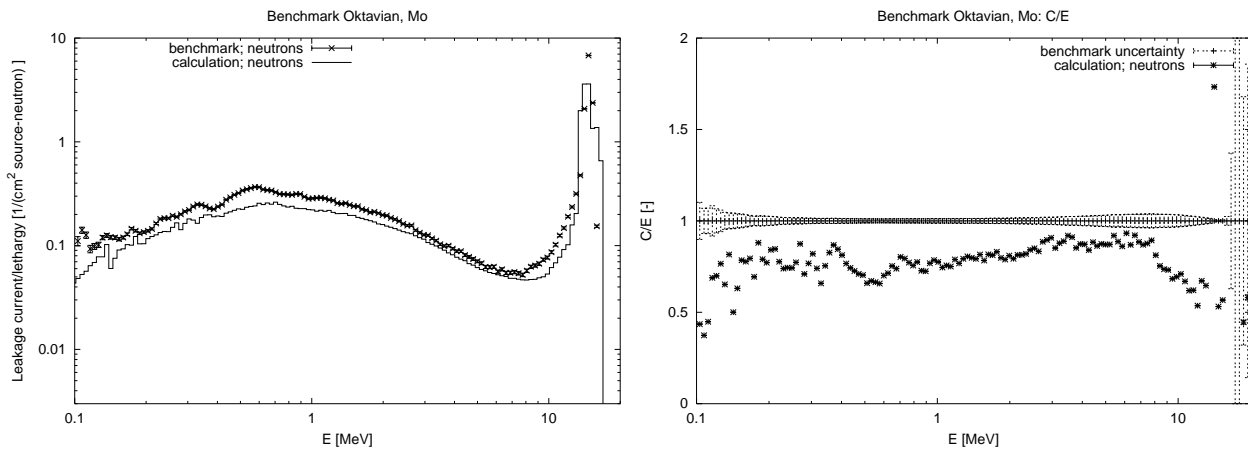 Benchmark Oktavian, Mo
10
1
0.1
0.01
0.1
1
10
E [MeV]
Leakage current/lethargy [1/(cm² source-neutron) ]
benchmark; neutrons
calculation; neutrons
Benchmark Oktavian, Mo: C/E
2
1.5
1
0.5
0
0.1
1
10
E [MeV]
C/E [-]
benchmark uncertainty
calculation; neutrons